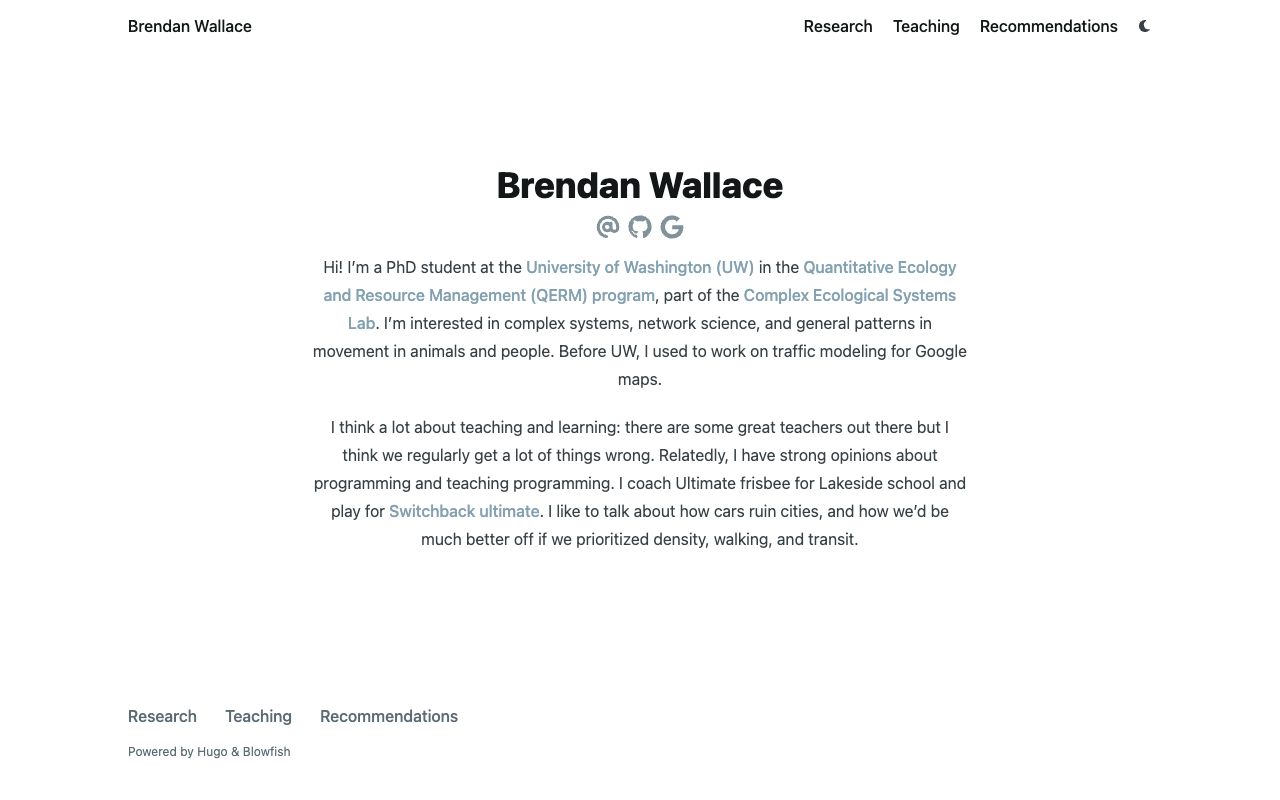 Brendan Wallace
Research Teaching Recommendations
Brendan Wallace
Hi! I’m a PhD student at the University of Washington (UW) in the Quantitative Ecology
and Resource Management (QERM) program, part of the Complex Ecological Systems
Lab. I’m interested in complex systems, network science, and general patterns in
movement in animals and people. Before UW, I used to work on traffic modeling for Google
maps.
I think a lot about teaching and learning: there are some great teachers out there but I
think we regularly get a lot of things wrong. Relatedly, I have strong opinions about
programming and teaching programming. I coach Ultimate frisbee for Lakeside school and
play for Switchback ultimate. I like to talk about how cars ruin cities, and how we’d be
much better off if we prioritized density, walking, and transit.
Research Teaching Recommendations
Powered by Hugo & Blowfish